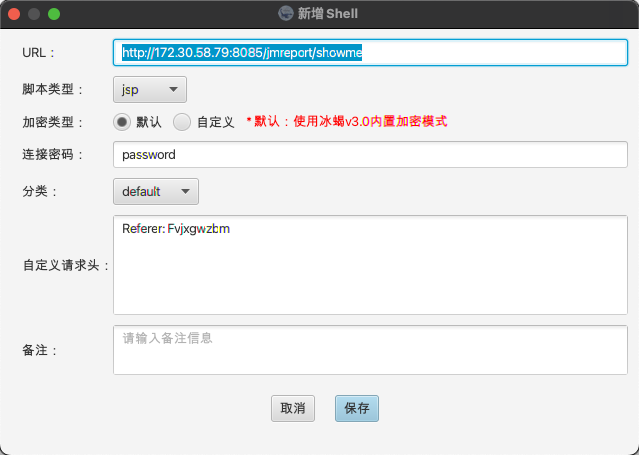 新增 Shell
URL：
http://172.30.58.79:8085/jmreport/showme
脚本类型：
jsp
加密类型：
默认
自定义
*默认：使用冰蝎v3.0内置加密模式
连接密码：
password
分类：
default
自定义请求头：
Referer:Fvjxgwzbm
备注：
请输入备注信息
取消
保存